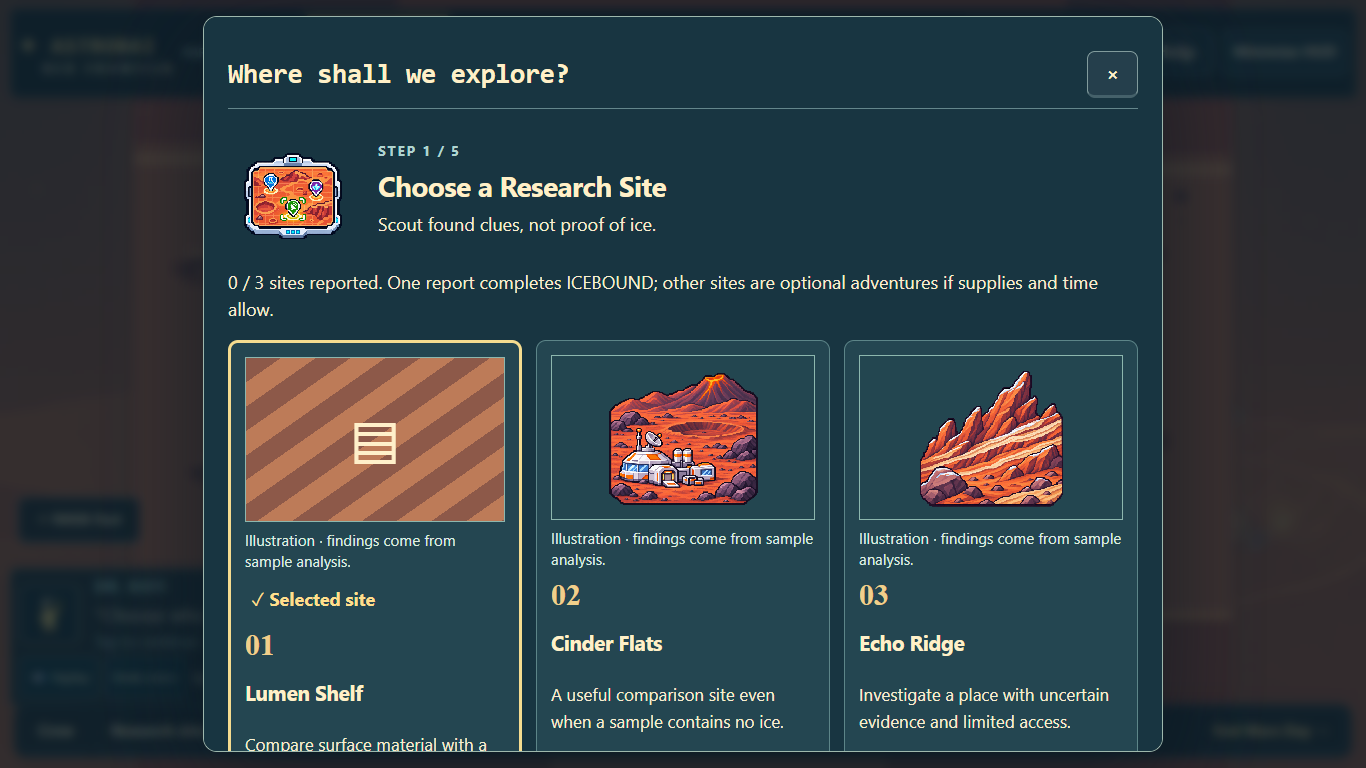 Where shall we explore?
×
STEP 1 / 5
Choose a Research Site
Scout found clues, not proof of ice.
0 / 3 sites reported. One report completes ICEBOUND; other sites are optional adventures if supplies and time
allow.
Illustration · findings come from
sample analysis.
✓ Selected site
01
Lumen Shelf
Compare surface material with a
Illustration · findings come from sample
analysis.
02
Cinder Flats
A useful comparison site even
when a sample contains no ice.
Illustration · findings come from sample
analysis.
03
Echo Ridge
Investigate a place with uncertain
evidence and limited access.